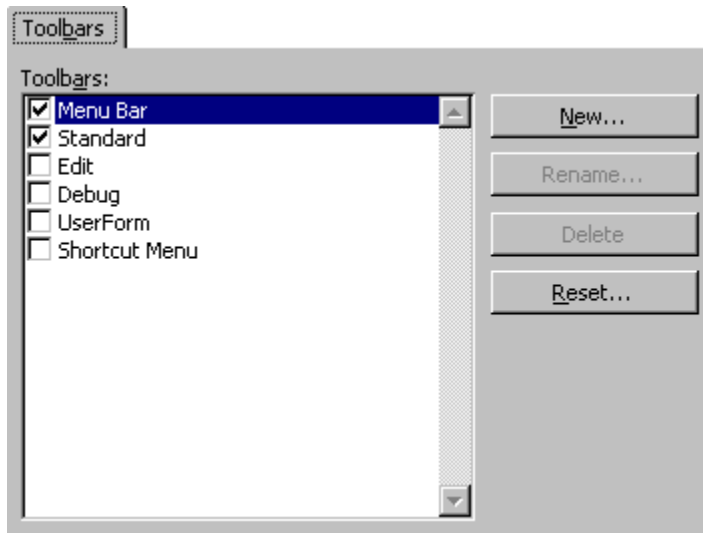 Toolbars
Toolbars:
Menu Bar
Standard
Edit
Debug
UserForm
Shortcut Menu
New...
Rename...
Delete
Reset...